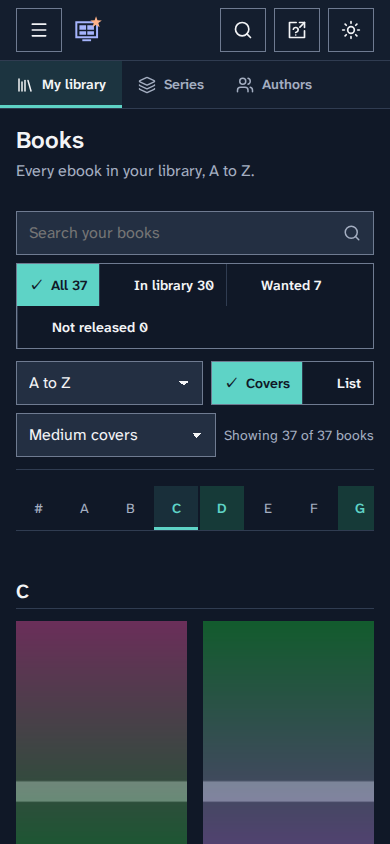 My library
Series
Authors
Books
Every ebook in your library, A to Z.
Search your books
✓ All 37
In library 30
Wanted 7
Not released 0
A to Z
✓ Covers
List
Medium covers
Showing 37 of 37 books
# A B C D E F G
C